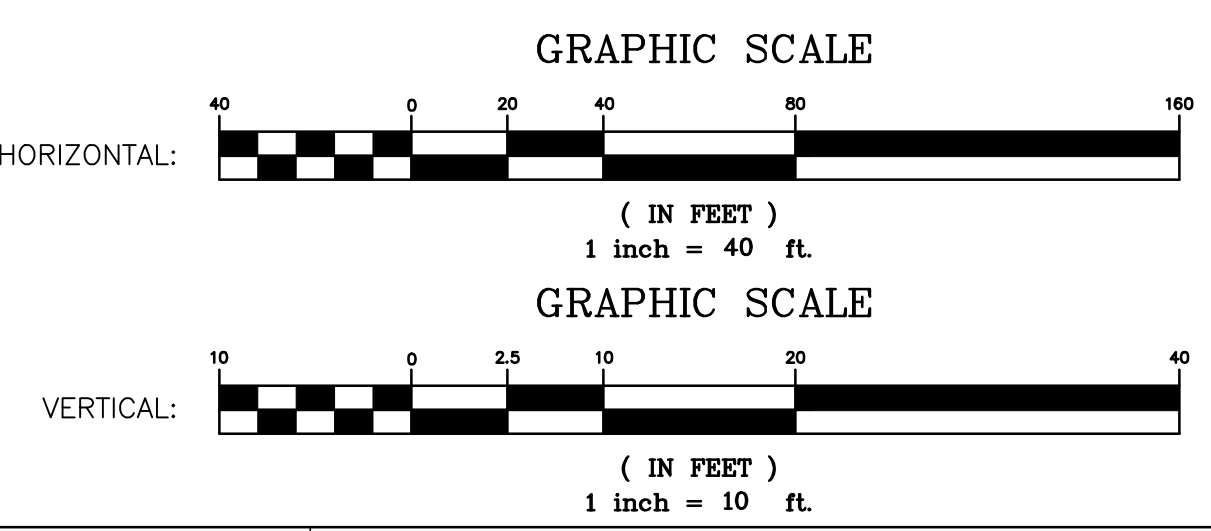 GRAPHIC SCALE
40 0 20 40 80 160
HORIZONTAL:
( IN FEET )
1 inch = 40 ft.
GRAPHIC SCALE
10 0 2.5 10 20 40
VERTICAL:
( IN FEET )
1 inch = 10 ft.